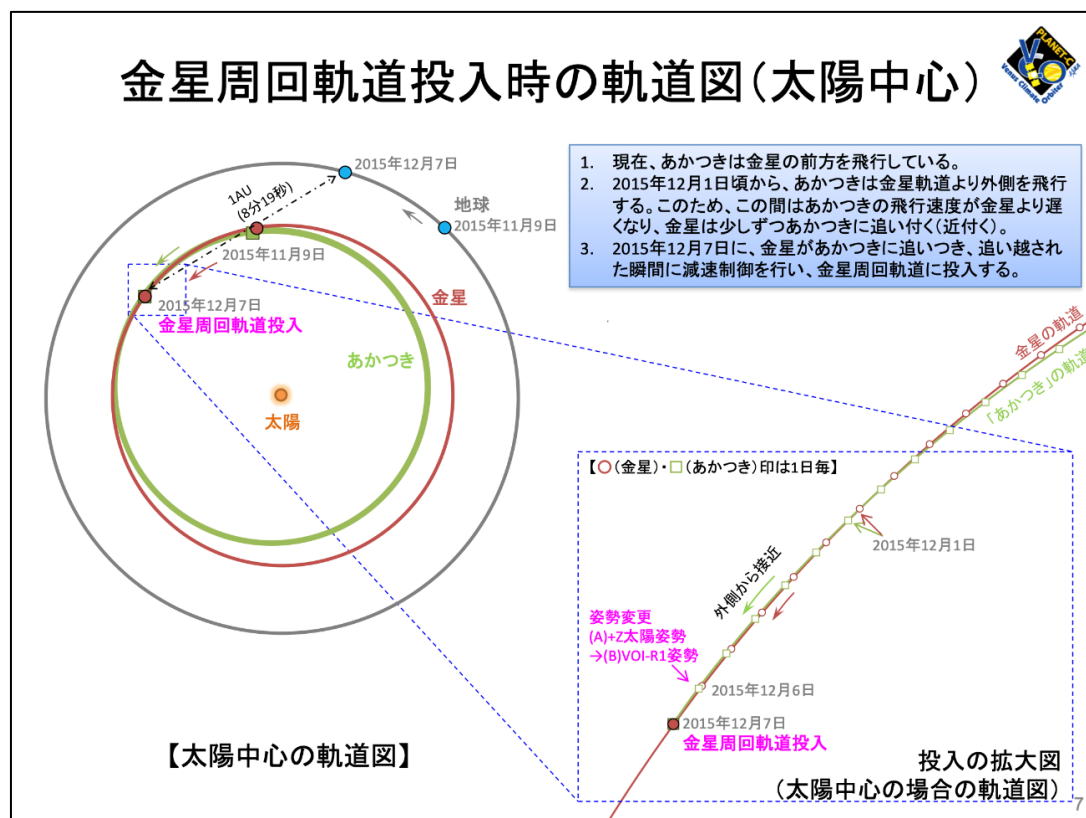 金星周回軌道投入時の軌道図(太陽中心)
PLANET-C
VCO
Venus Climate Orbiter
1. 現在、あかつきは金星の前方を飛行している。
2. 2015年12月1日頃から、あかつきは金星軌道より外側を飛行
する。このため、この間はあかつきの飛行速度が金星より遅
くなり、金星は少しずつあかつきに追い付く(近付く)。
3. 2015年12月7日に、金星があかつきに追いつき、追い越され
た瞬間に減速制御を行い、金星周回軌道に投入する。
2015年12月7日
1AU
(8分19秒)
地球
2015年11月9日
2015年11月9日
2015年12月7日
金星周回軌道投入
金星
あかつき
太陽
【太陽中心の軌道図】
金星の軌道
「あかつき」の軌道
【○(金星)・□(あかつき)印は1日毎】
2015年12月1日
外側から接近
姿勢変更
(A)+Z太陽姿勢
→(B)VOI-R1姿勢
2015年12月6日
2015年12月7日
金星周回軌道投入
投入の拡大図
(太陽中心の場合の軌道図)
7